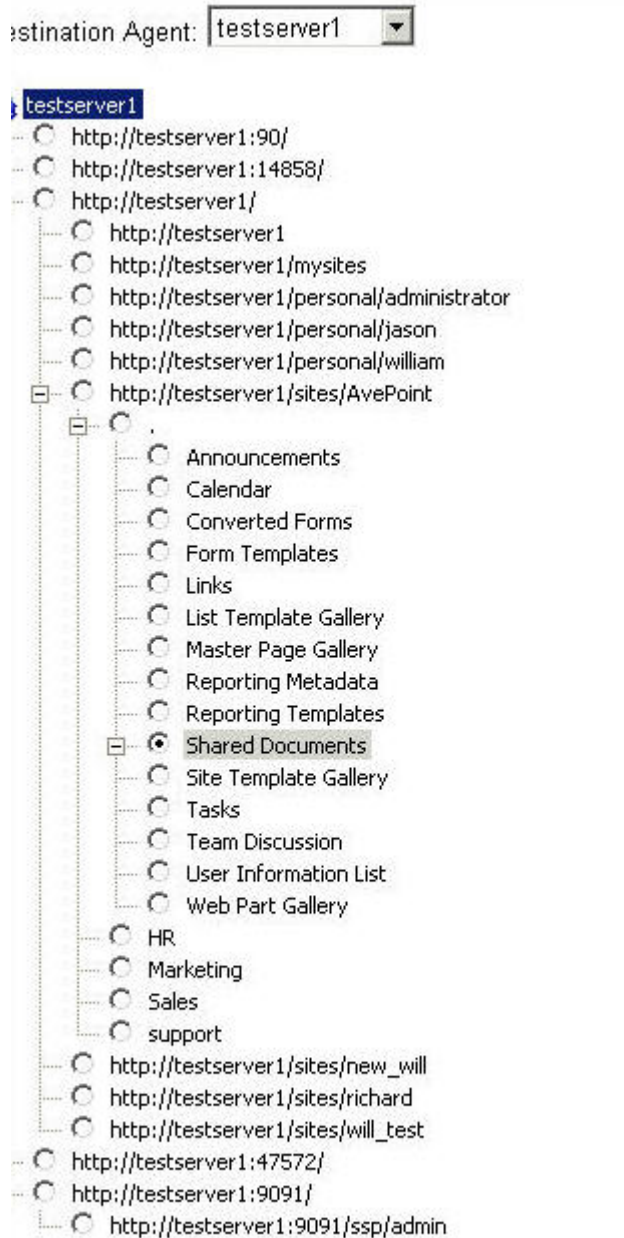 estination Agent: testserver1
testserver1
http://testserver1:90/
http://testserver1:14858/
http://testserver1/
http://testserver1
http://testserver1/mysites
http://testserver1/personal/administrator
http://testserver1/personal/jason
http://testserver1/personal/william
http://testserver1/sites/AvePoint
.
Announcements
Calendar
Converted Forms
Form Templates
Links
List Template Gallery
Master Page Gallery
Reporting Metadata
Reporting Templates
Shared Documents
Site Template Gallery
Tasks
Team Discussion
User Information List
Web Part Gallery
HR
Marketing
Sales
support
http://testserver1/sites/new_will
http://testserver1/sites/richard
http://testserver1/sites/will_test
http://testserver1:47572/
http://testserver1:9091/
http://testserver1:9091/ssp/admin